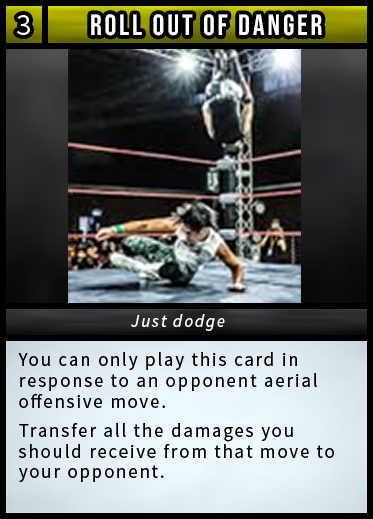 3 ROLL OUT OF DANGER
Just dodge
You can only play this card in
response to an opponent aerial
offensive move.
Transfer all the damages you
should receive from that move to
your opponent.